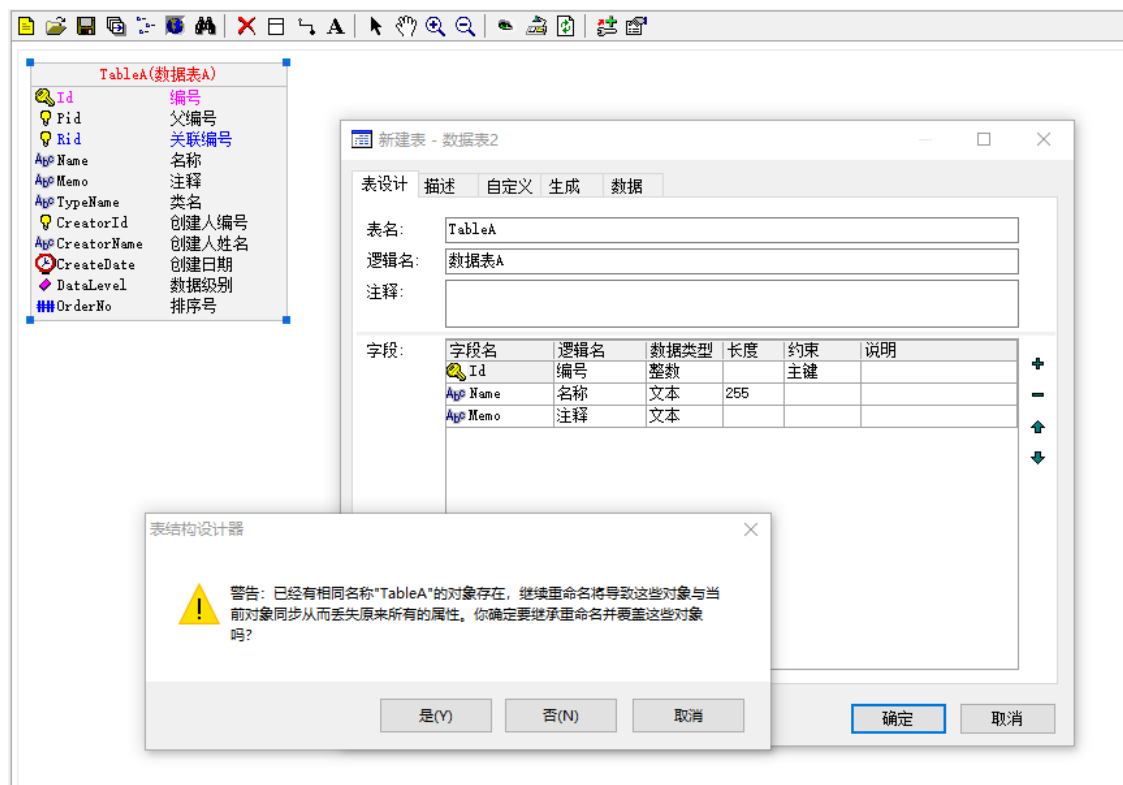 A
TableA(数据表A)
Id 编号
Pid 父编号
Rid 关联编号
Abc Name 名称
Abc Memo 注释
Abc TypeName 类名
CreatorId 创建人编号
Abc CreatorName 创建人姓名
CreateDate 创建日期
DataLevel 数据级别
## OrderNo 排序号
新建表 - 数据表2
表设计 描述 自定义 生成 数据
表名: TableA
逻辑名: 数据表A
注释:
字段:
字段名 逻辑名 数据类型 长度 约束 说明
Id 编号 整数 主键
Abc Name 名称 文本 255
Abc Memo 注释 文本
表结构设计器
警告：已经有相同名称"TableA"的对象存在，继续重命名将导致这些对象与当
前对象同步从而丢失原来所有的属性。你确定要继承重命名并覆盖这些对象
吗？
是(Y) 否(N) 取消
确定 取消